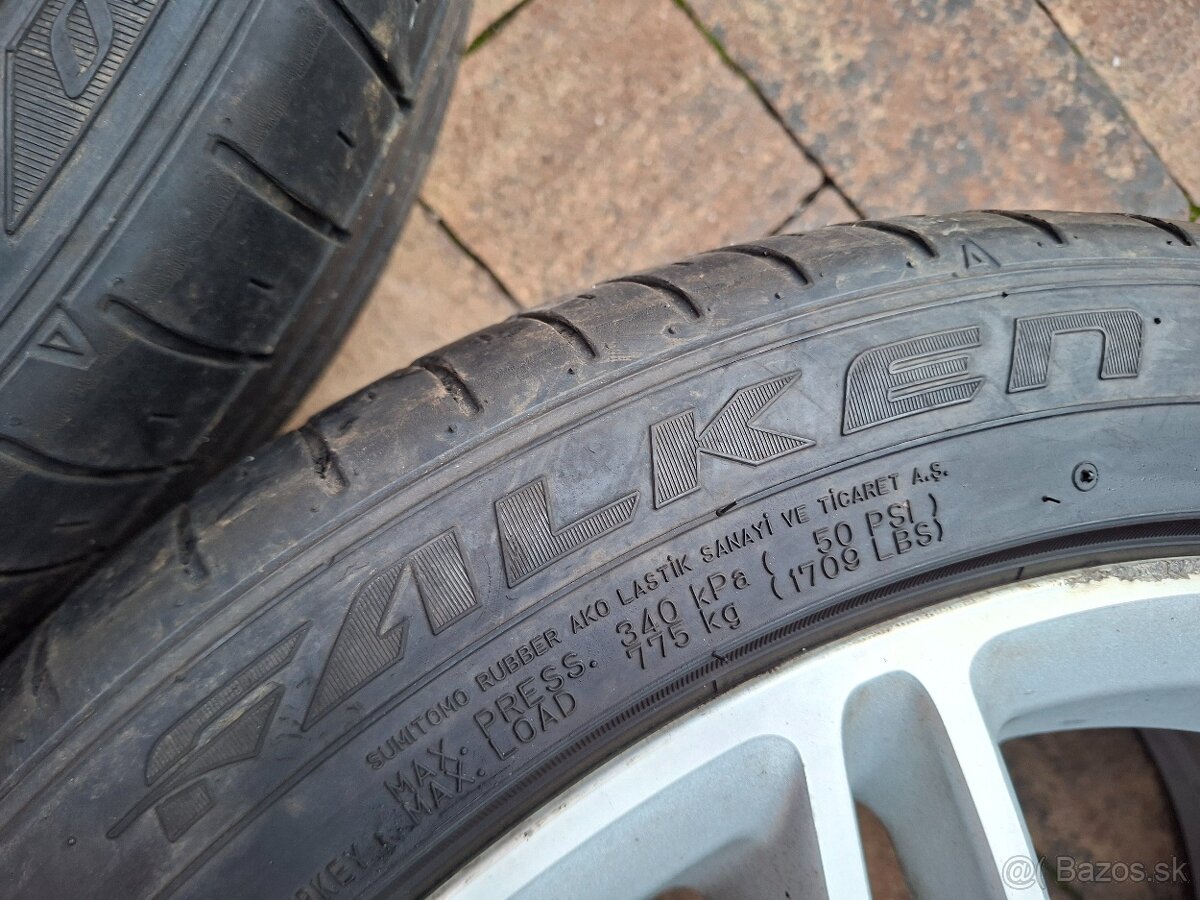 FALKEN
SUMITOMO RUBBER AKO LASTİK SANAYİ VE TİCARET A.Ş.
MAX. PRESS. 340 kPa ( 50 PSI )
MAX. LOAD 775 kg (1709 LBS)
Bazos.sk